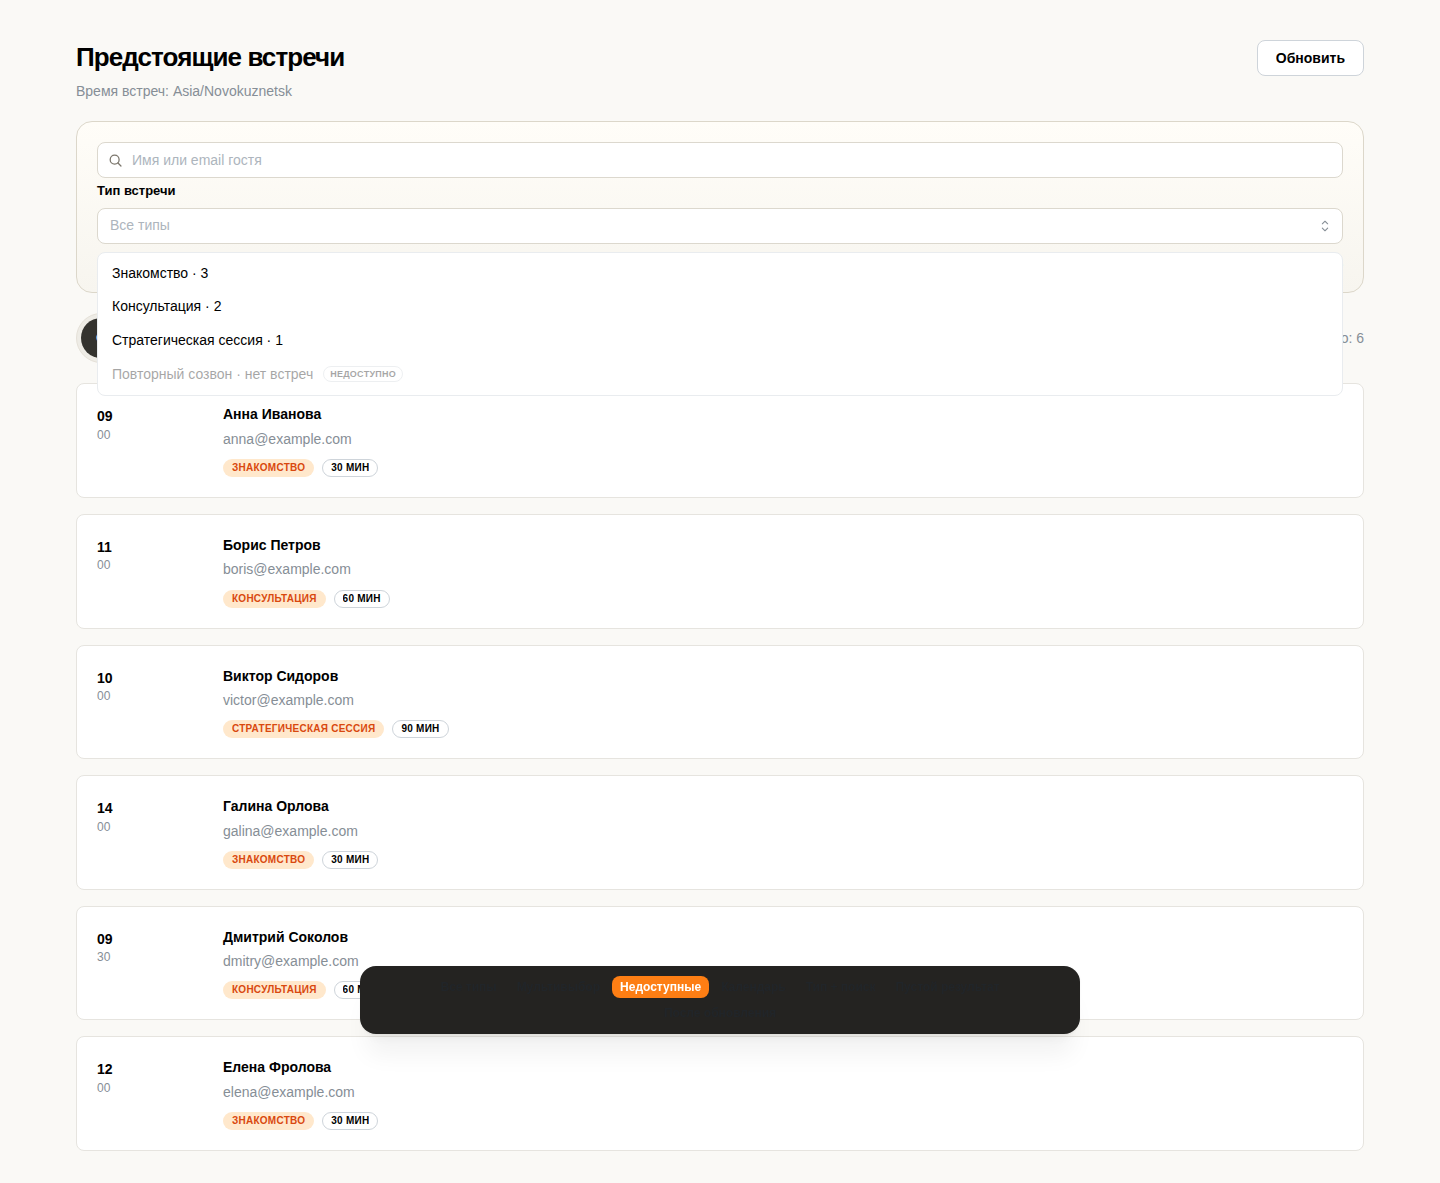 Предстоящие встречи
Обновить
Время встреч: Asia/Novokuznetsk
Имя или email гостя
Тип встречи
Все типы
Знакомство · 3
Консультация · 2
Стратегическая сессия · 1
: 6
Повторный созвон · нет встреч НЕДОСТУПНО
09
00
Анна Иванова
anna@example.com
ЗНАКОМСТВО 30 МИН
11
00
Борис Петров
boris@example.com
КОНСУЛЬТАЦИЯ 60 МИН
10
00
Виктор Сидоров
victor@example.com
СТРАТЕГИЧЕСКАЯ СЕССИЯ 90 МИН
14
00
Галина Орлова
galina@example.com
ЗНАКОМСТВО 30 МИН
09
30
Дмитрий Соколов
dmitry@example.com
КОНСУЛЬТАЦИЯ 60
Недоступные
12
00
Елена Фролова
elena@example.com
ЗНАКОМСТВО 30 МИН